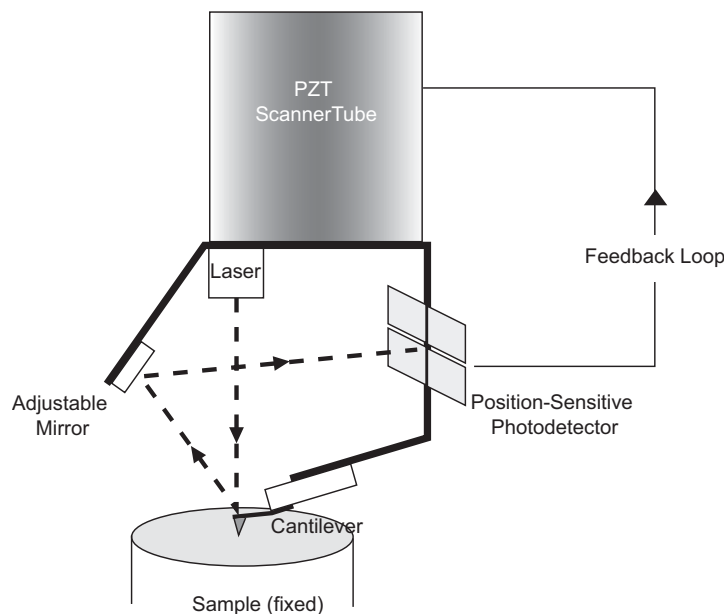 PZT
ScannerTube
Laser
Feedback Loop
Adjustable
Mirror
Position-Sensitive
Photodetector
Cantilever
Sample (fixed)